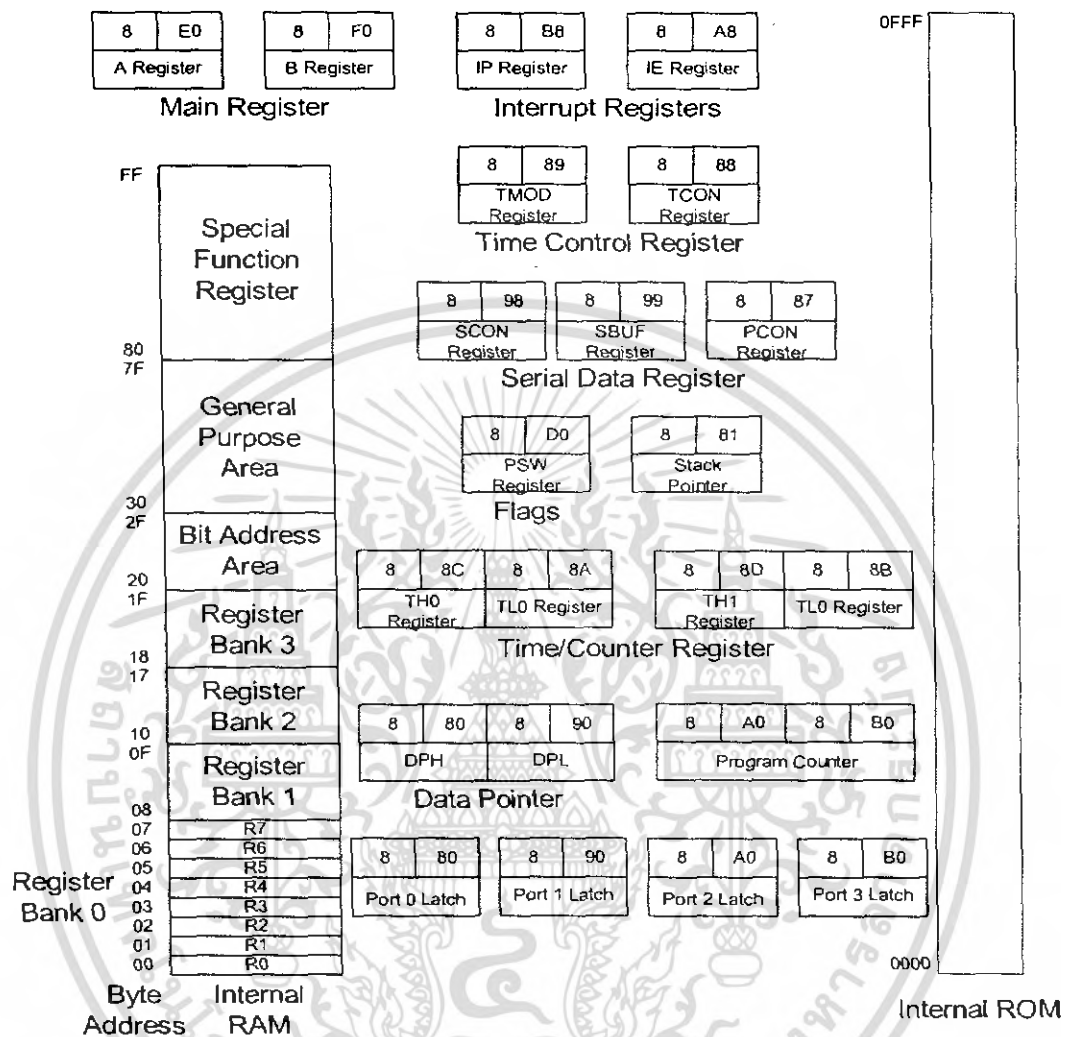 8 E0 8 F0 8 B8 8 A8 0FFF
A Register B Register IP Register IE Register
Main Register Interrupt Registers
8 89 8 88
TMOD Register TCON Register
Time Control Register
8 98 8 99 8 87
SCON Register SBUF Register PCON Register
Serial Data Register
8 D0 8 81
PSW Register Stack Pointer
Flags
8 8C 8 8A 8 8D 8 8B
TH0 Register TL0 Register TH1 Register TL0 Register
Time/Counter Register
8 80 8 90 8 A0 8 B0
DPH DPL Program Counter
Data Pointer
8 80 8 90 8 A0 8 B0
Port 0 Latch Port 1 Latch Port 2 Latch Port 3 Latch
FF
Special
Function
Register
80
7F
General
Purpose
Area
30
2F
Bit Address
Area
20
1F
Register
Bank 3
18
17
Register
Bank 2
10
0F
Register
Bank 1
08
07 R7
06 R6
05 R5
04 R4
03 R3
02 R2
01 R1
00 R0
Register
Bank 0
Byte
Address
Internal
RAM
0000
Internal ROM